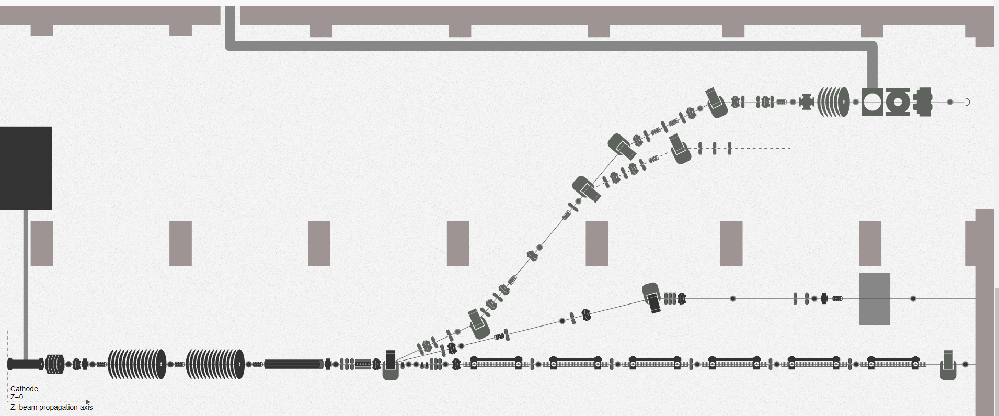 Cathode
Z=0
Z: beam propagation axis